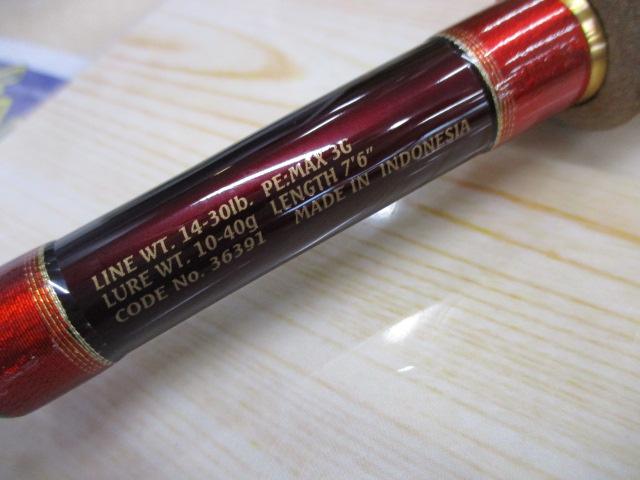 LINE WT. 14-30lb. PE:MAX 3G
LURE WT. 10-40g LENGTH 7'6"
CODE No. 36391 MADE IN INDONESIA